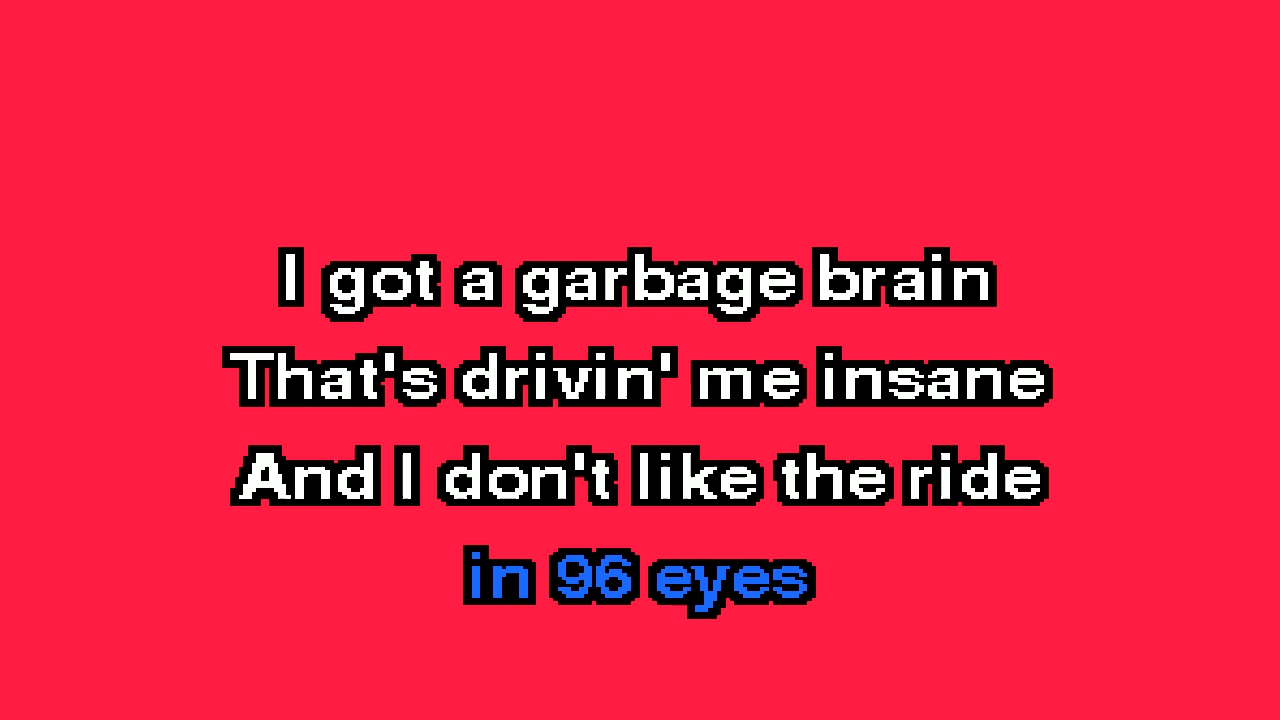 I got a garbage brain
That's drivin' me insane
And I don't like the ride
in 96 eyes